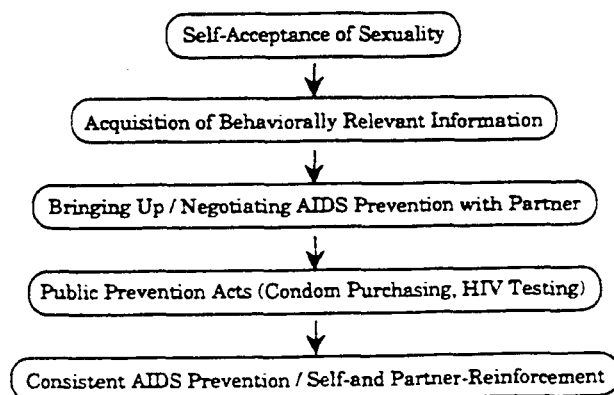 Self-Acceptance of Sexuality
Acquisition of Behaviorally Relevant Information
Bringing Up / Negotiating AIDS Prevention with Partner
Public Prevention Acts (Condom Purchasing, HIV Testing)
Consistent AIDS Prevention / Self-and Partner-Reinforcement